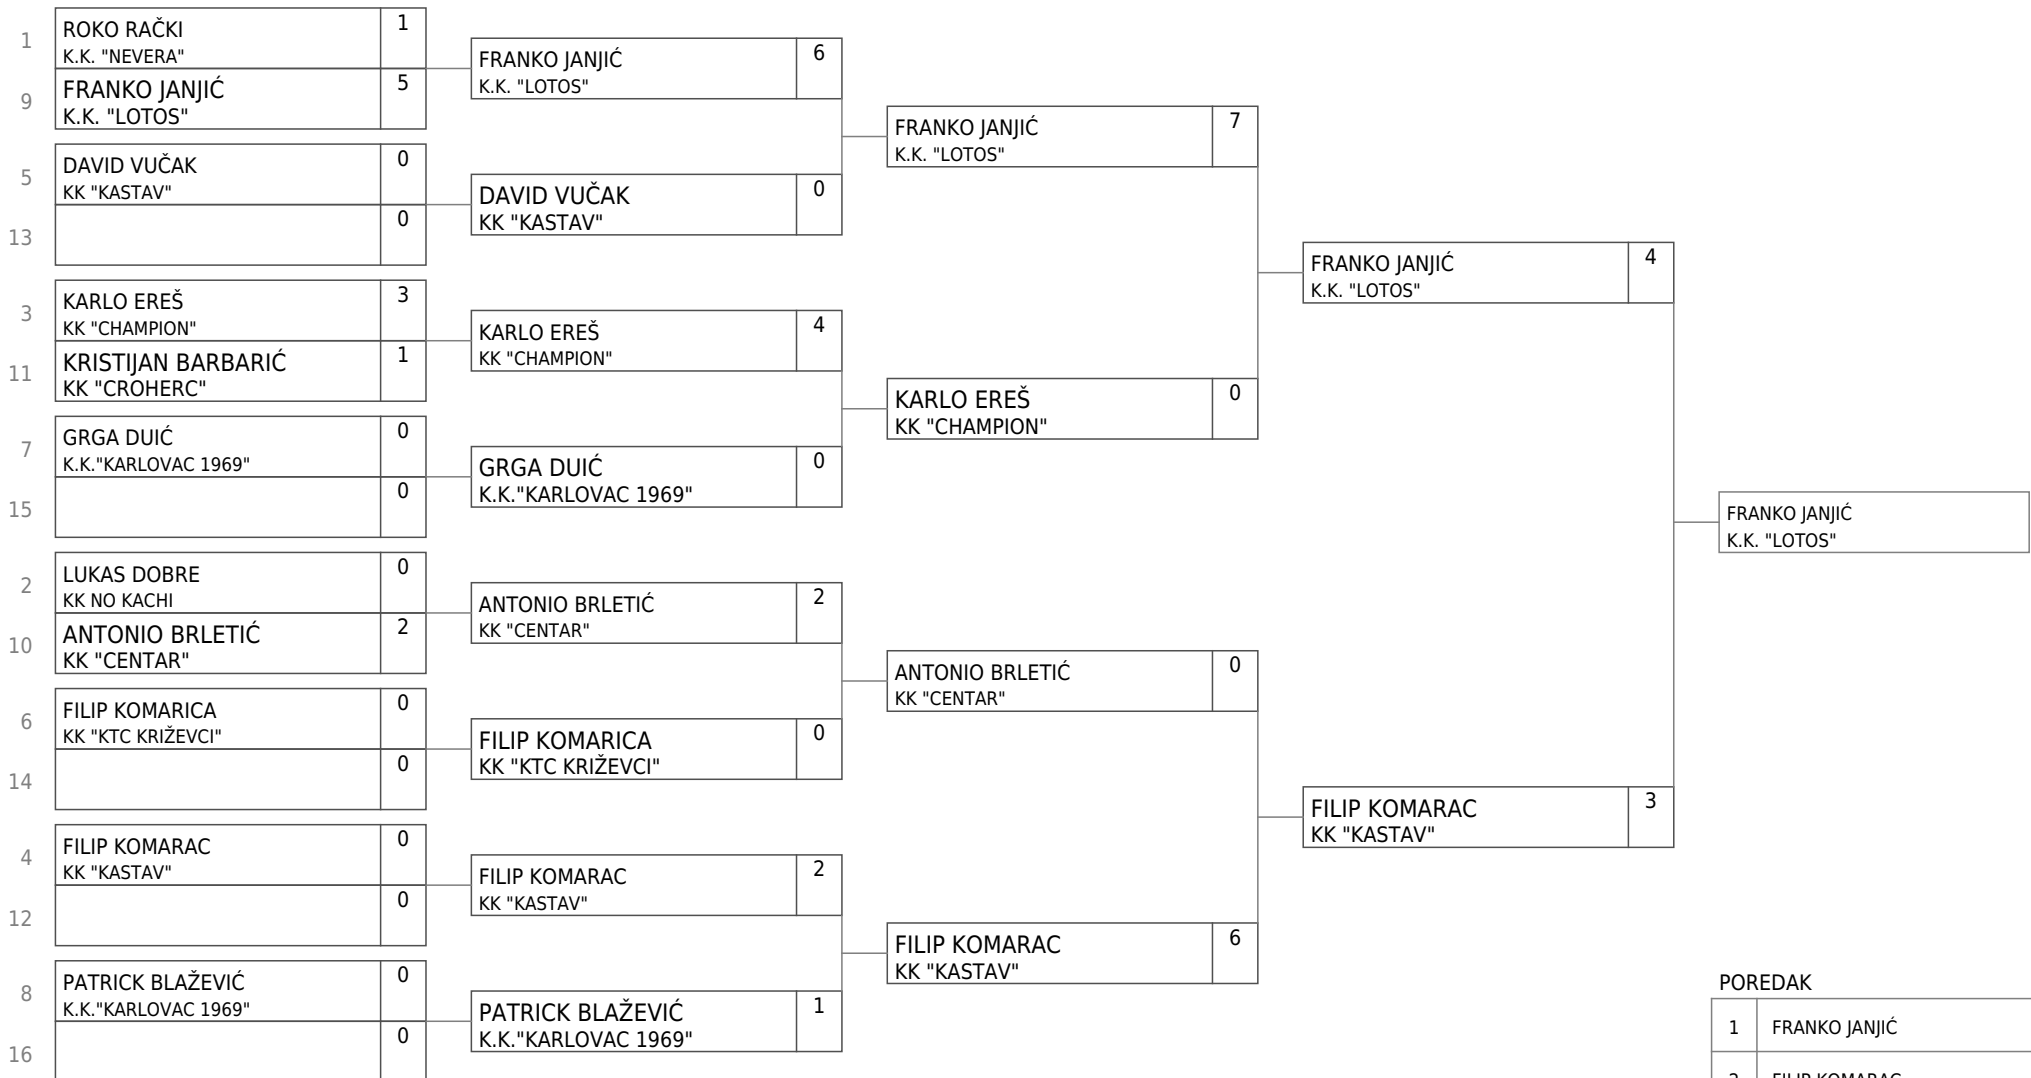 1
ROKO RAČKI
K.K. "NEVERA"
1
9
FRANKO JANJIĆ
K.K. "LOTOS"
5
5
DAVID VUČAK
KK "KASTAV"
0
13
0
3
KARLO EREŠ
KK "CHAMPION"
3
11
KRISTIJAN BARBARIĆ
KK "CROHERC"
1
7
GRGA DUIĆ
K.K."KARLOVAC 1969"
0
15
0
2
LUKAS DOBRE
KK NO KACHI
0
10
ANTONIO BRLETIĆ
KK "CENTAR"
2
6
FILIP KOMARICA
KK "KTC KRIŽEVCI"
0
14
0
4
FILIP KOMARAC
KK "KASTAV"
0
12
0
8
PATRICK BLAŽEVIĆ
K.K."KARLOVAC 1969"
0
16
0
FRANKO JANJIĆ
K.K. "LOTOS"
6
DAVID VUČAK
KK "KASTAV"
0
KARLO EREŠ
KK "CHAMPION"
4
GRGA DUIĆ
K.K."KARLOVAC 1969"
0
ANTONIO BRLETIĆ
KK "CENTAR"
2
FILIP KOMARICA
KK "KTC KRIŽEVCI"
0
FILIP KOMARAC
KK "KASTAV"
2
PATRICK BLAŽEVIĆ
K.K."KARLOVAC 1969"
1
FRANKO JANJIĆ
K.K. "LOTOS"
7
KARLO EREŠ
KK "CHAMPION"
0
ANTONIO BRLETIĆ
KK "CENTAR"
0
FILIP KOMARAC
KK "KASTAV"
6
FRANKO JANJIĆ
K.K. "LOTOS"
4
FILIP KOMARAC
KK "KASTAV"
3
FRANKO JANJIĆ
K.K. "LOTOS"
POREDAK
1 FRANKO JANJIĆ
2 FILIP KOMARAC